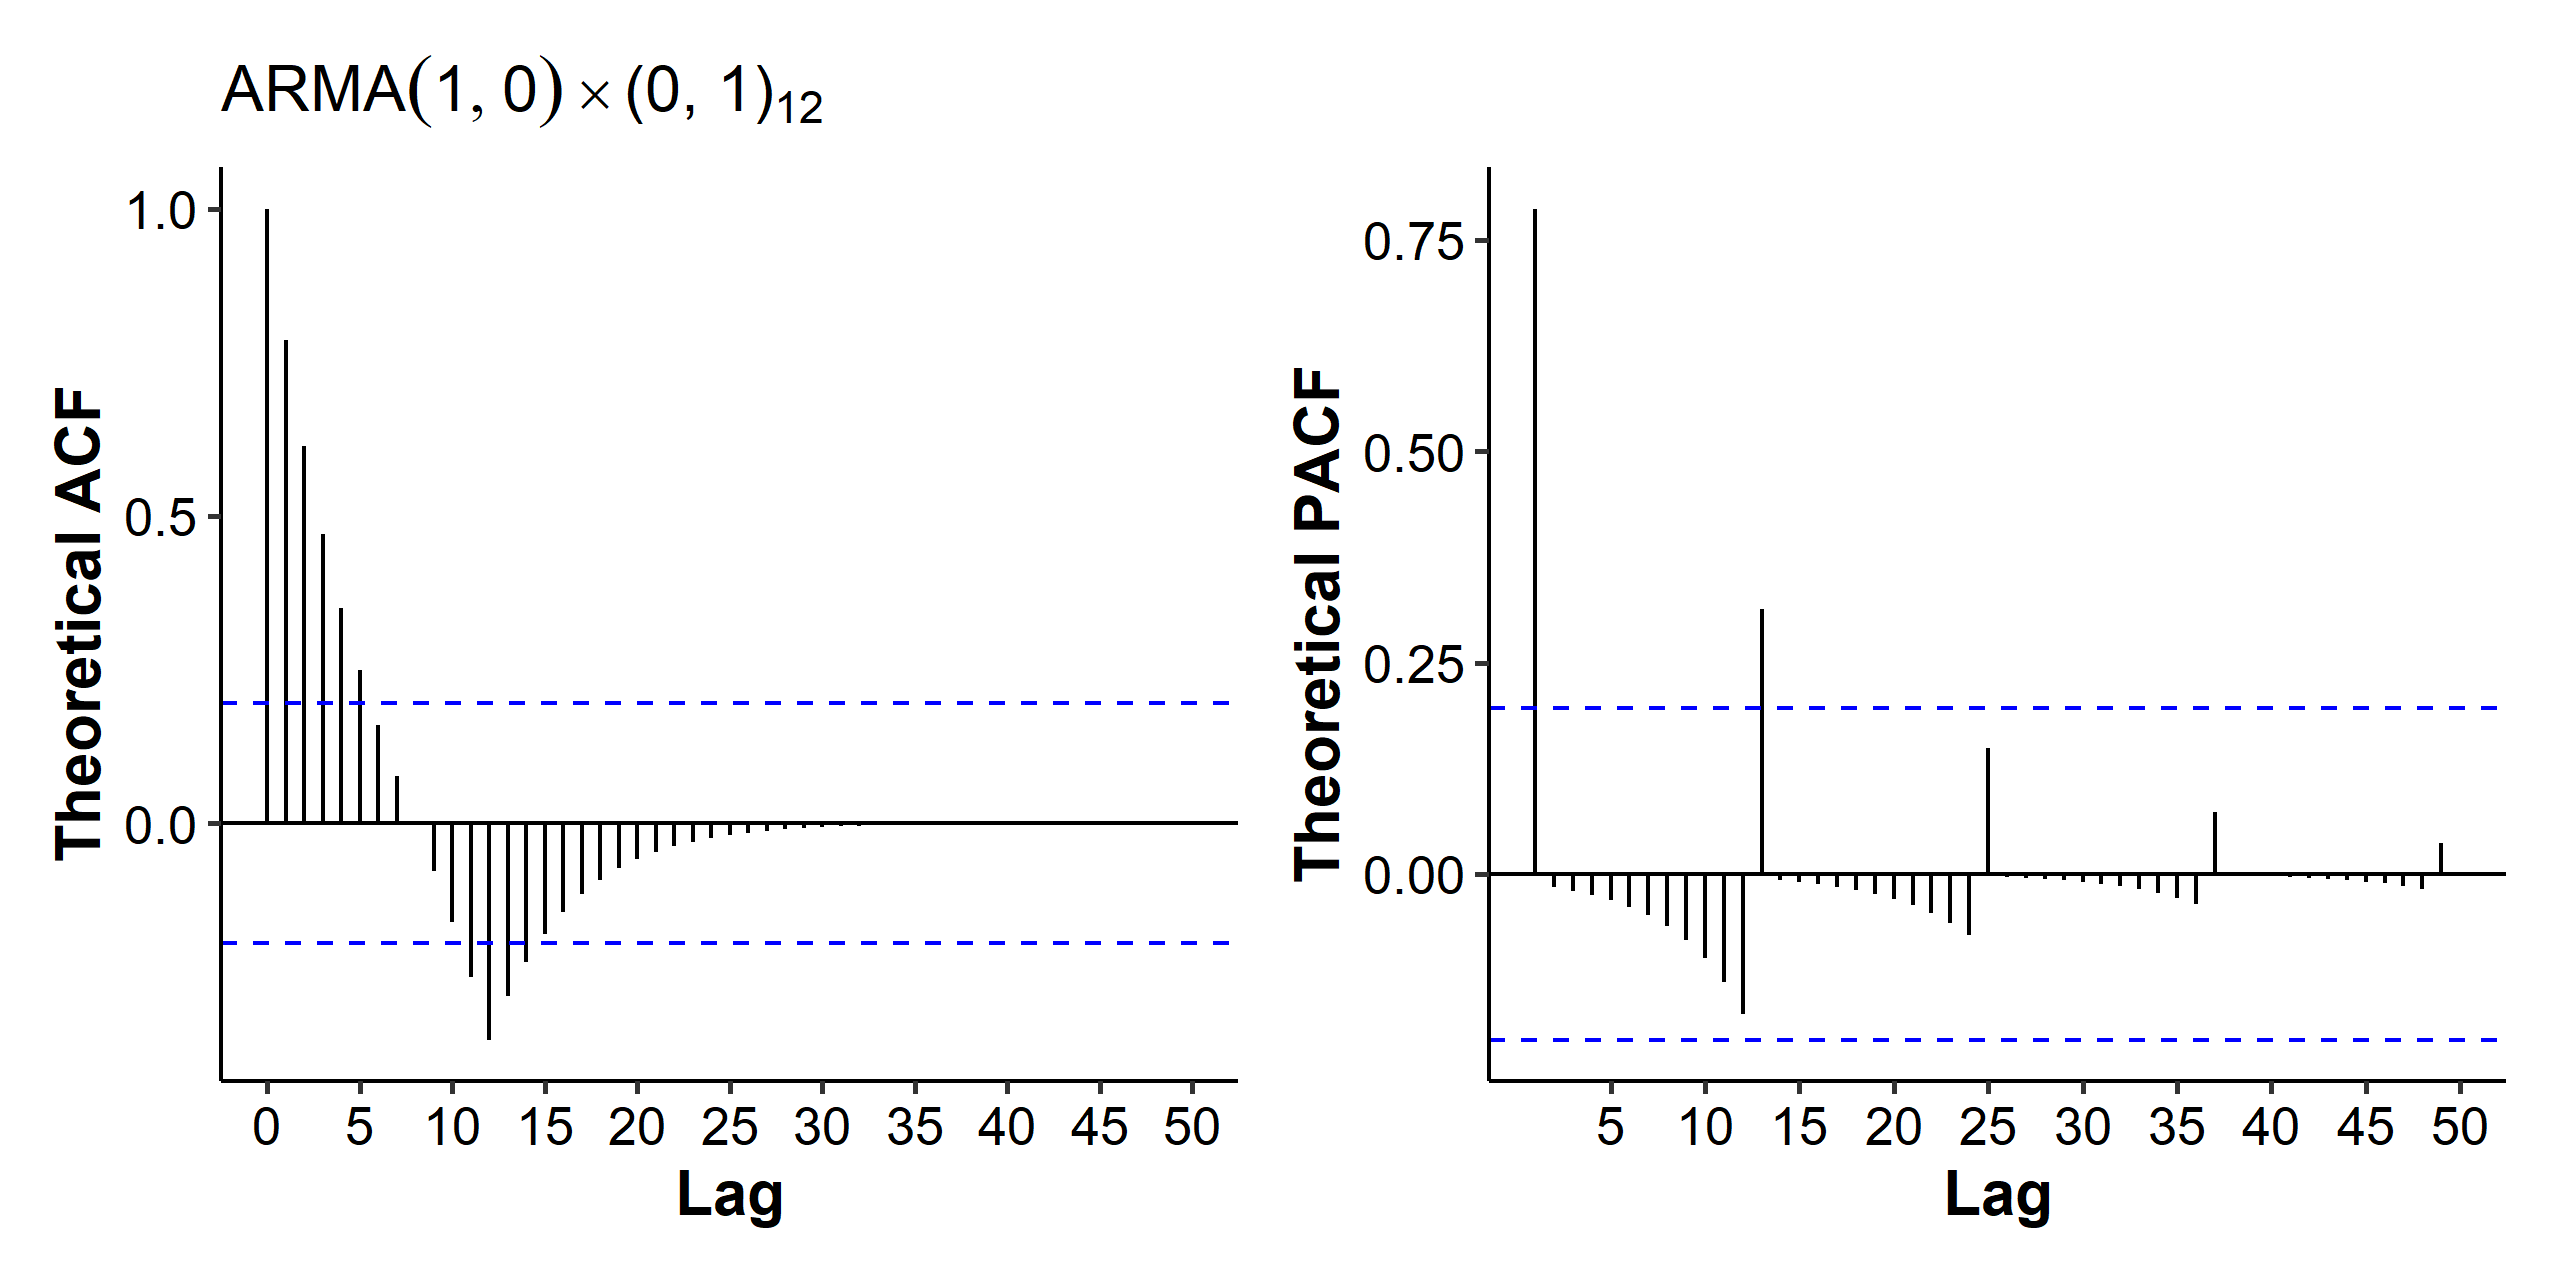 ARMA(1, 0) × (0, 1)₁₂
Theoretical ACF
1.0
0.5
0.0
0 5 10 15 20 25 30 35 40 45 50
Lag
Theoretical PACF
0.75
0.50
0.25
0.00
5 10 15 20 25 30 35 40 45 50
Lag